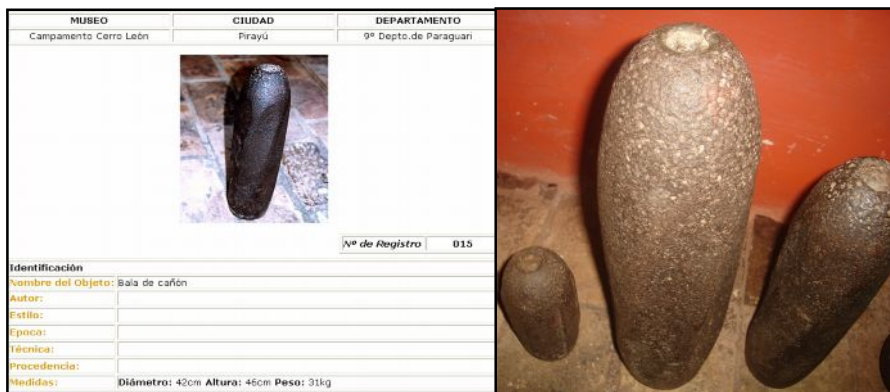 MUSEO CIUDAD DEPARTAMENTO
Campamento Cerro León Pirayú 9º Depto.de Paraguari
Nº de Registro 015
Identificación
Nombre del Objeto: Bala de cañón
Autor:
Estilo:
Epoca:
Técnica:
Procedencia:
Medidas: Diámetro: 42cm Altura: 46cm Peso: 31kg